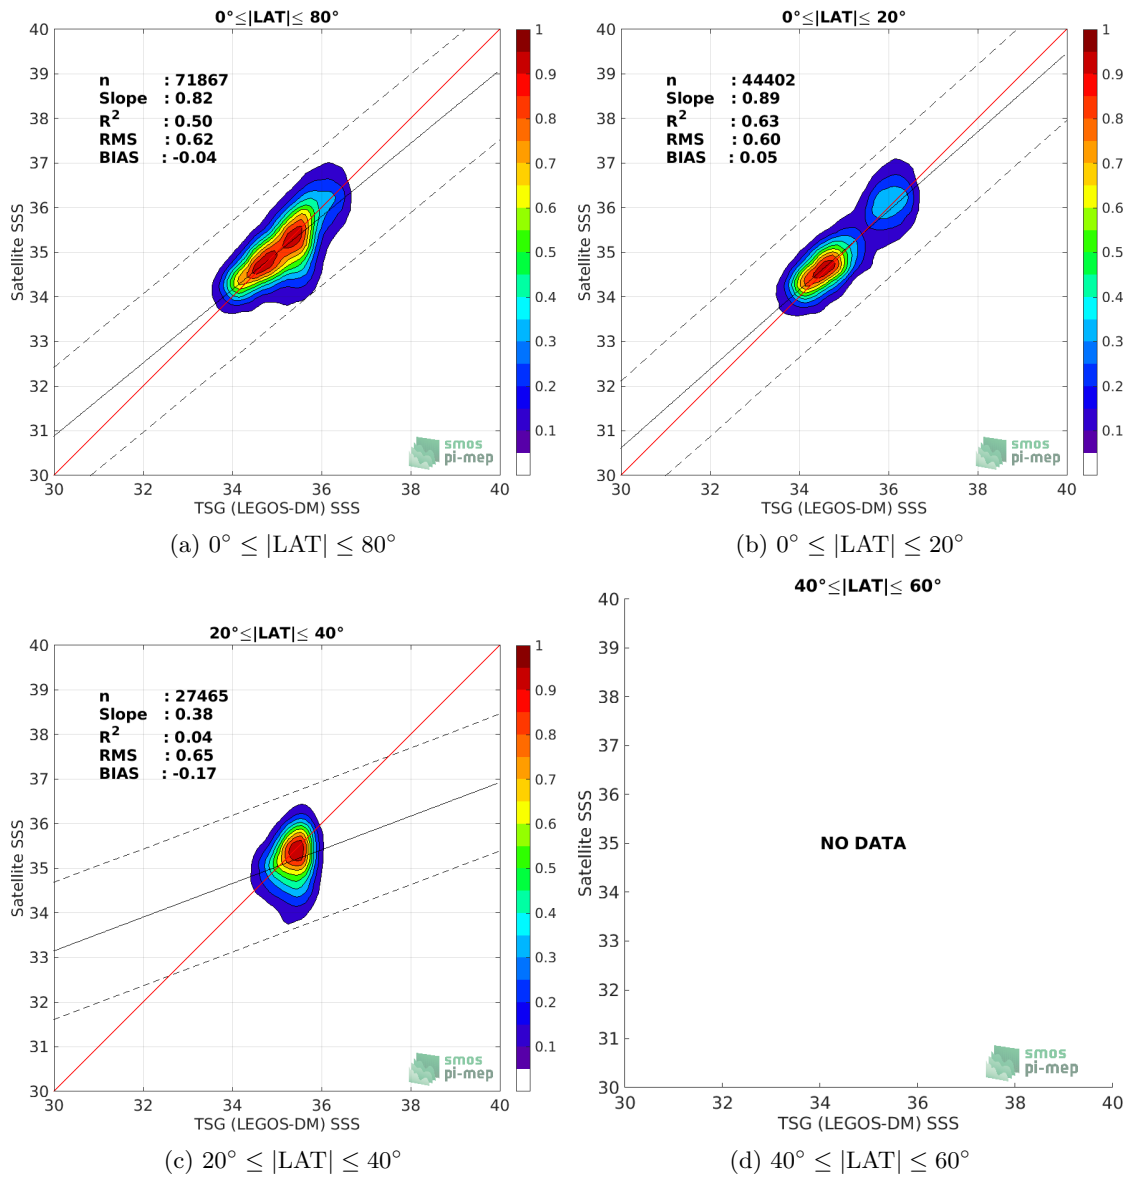 0°≤|LAT|≤ 80°
n : 71867
Slope : 0.82
R² : 0.50
RMS : 0.62
BIAS : -0.04
40
39
38
37
36
35
34
33
32
31
30
Satellite SSS
30 32 34 36 38 40
TSG (LEGOS-DM) SSS
1
0.9
0.8
0.7
0.6
0.5
0.4
0.3
0.2
0.1
smos
pi-mep
(a) 0° ≤ |LAT| ≤ 80°
0°≤|LAT|≤ 20°
n : 44402
Slope : 0.89
R² : 0.63
RMS : 0.60
BIAS : 0.05
40
39
38
37
36
35
34
33
32
31
30
Satellite SSS
30 32 34 36 38 40
TSG (LEGOS-DM) SSS
1
0.9
0.8
0.7
0.6
0.5
0.4
0.3
0.2
0.1
smos
pi-mep
(b) 0° ≤ |LAT| ≤ 20°
20°≤|LAT|≤ 40°
n : 27465
Slope : 0.38
R² : 0.04
RMS : 0.65
BIAS : -0.17
40
39
38
37
36
35
34
33
32
31
30
Satellite SSS
30 32 34 36 38 40
TSG (LEGOS-DM) SSS
1
0.9
0.8
0.7
0.6
0.5
0.4
0.3
0.2
0.1
smos
pi-mep
(c) 20° ≤ |LAT| ≤ 40°
40°≤|LAT|≤ 60°
40
39
38
37
36
35
34
33
32
31
30
Satellite SSS
NO DATA
30 32 34 36 38 40
TSG (LEGOS-DM) SSS
smos
pi-mep
(d) 40° ≤ |LAT| ≤ 60°